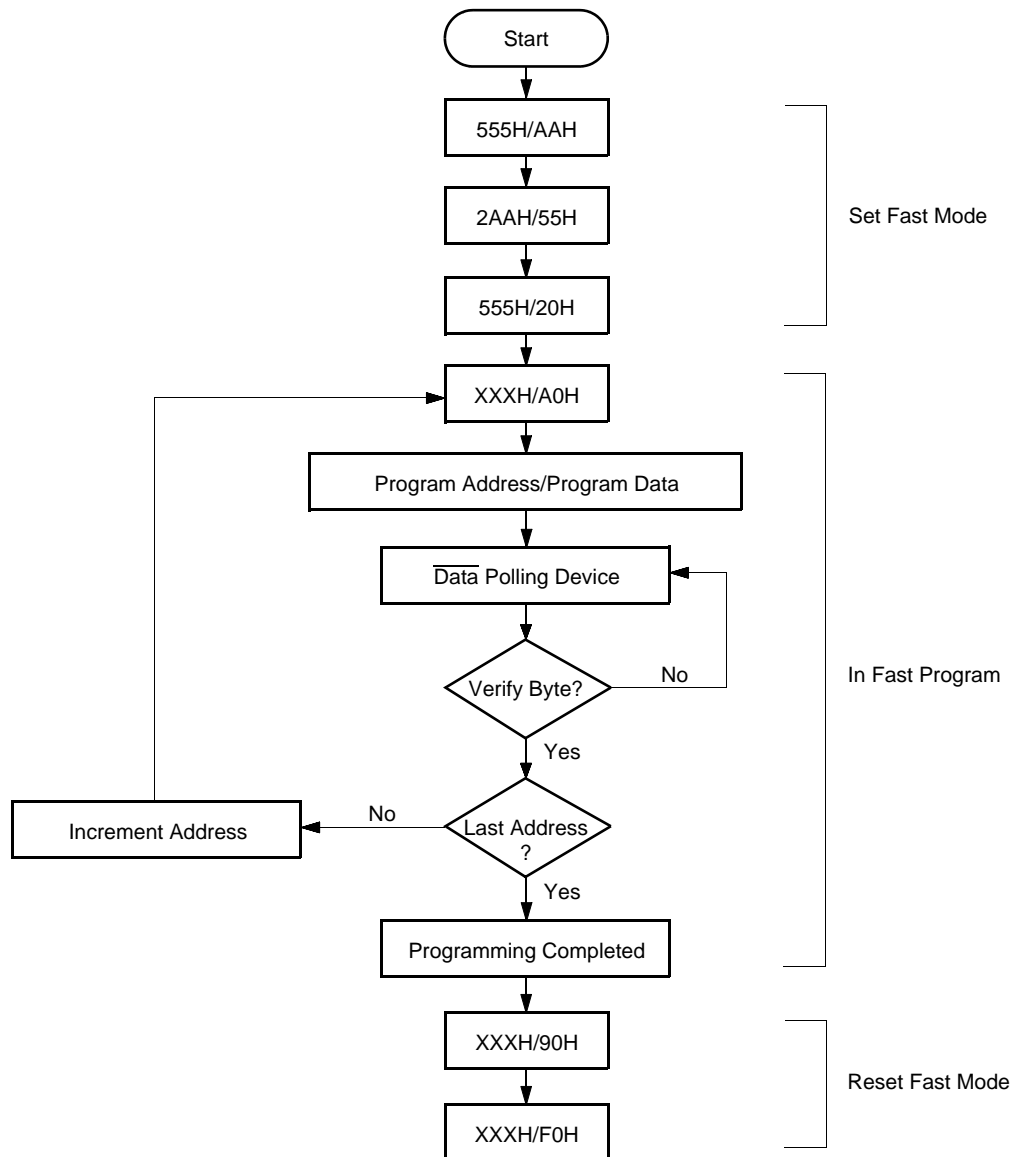 Start
555H/AAH
2AAH/55H
Set Fast Mode
555H/20H
XXXH/A0H
Program Address/Program Data
Data Polling Device
Verify Byte?
No
In Fast Program
Yes
Increment Address
No
Last Address
?
Yes
Programming Completed
XXXH/90H
Reset Fast Mode
XXXH/F0H